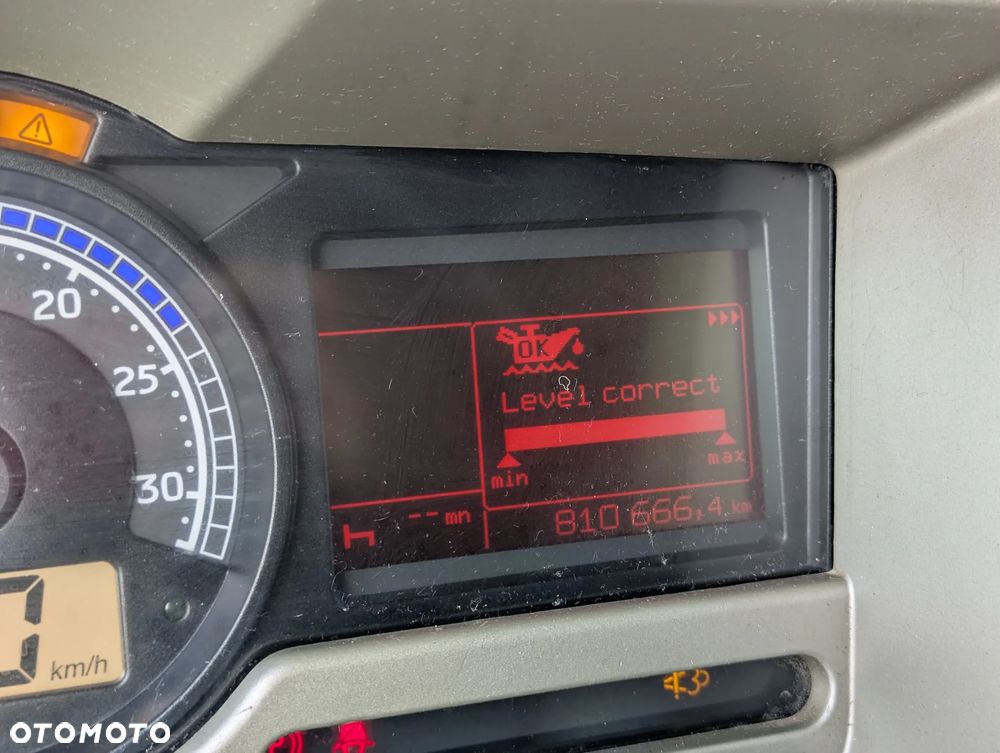 20
25
30
km/h
OK
Level correct
min
max
-- mn
810 666,4 km
OTOMOTO